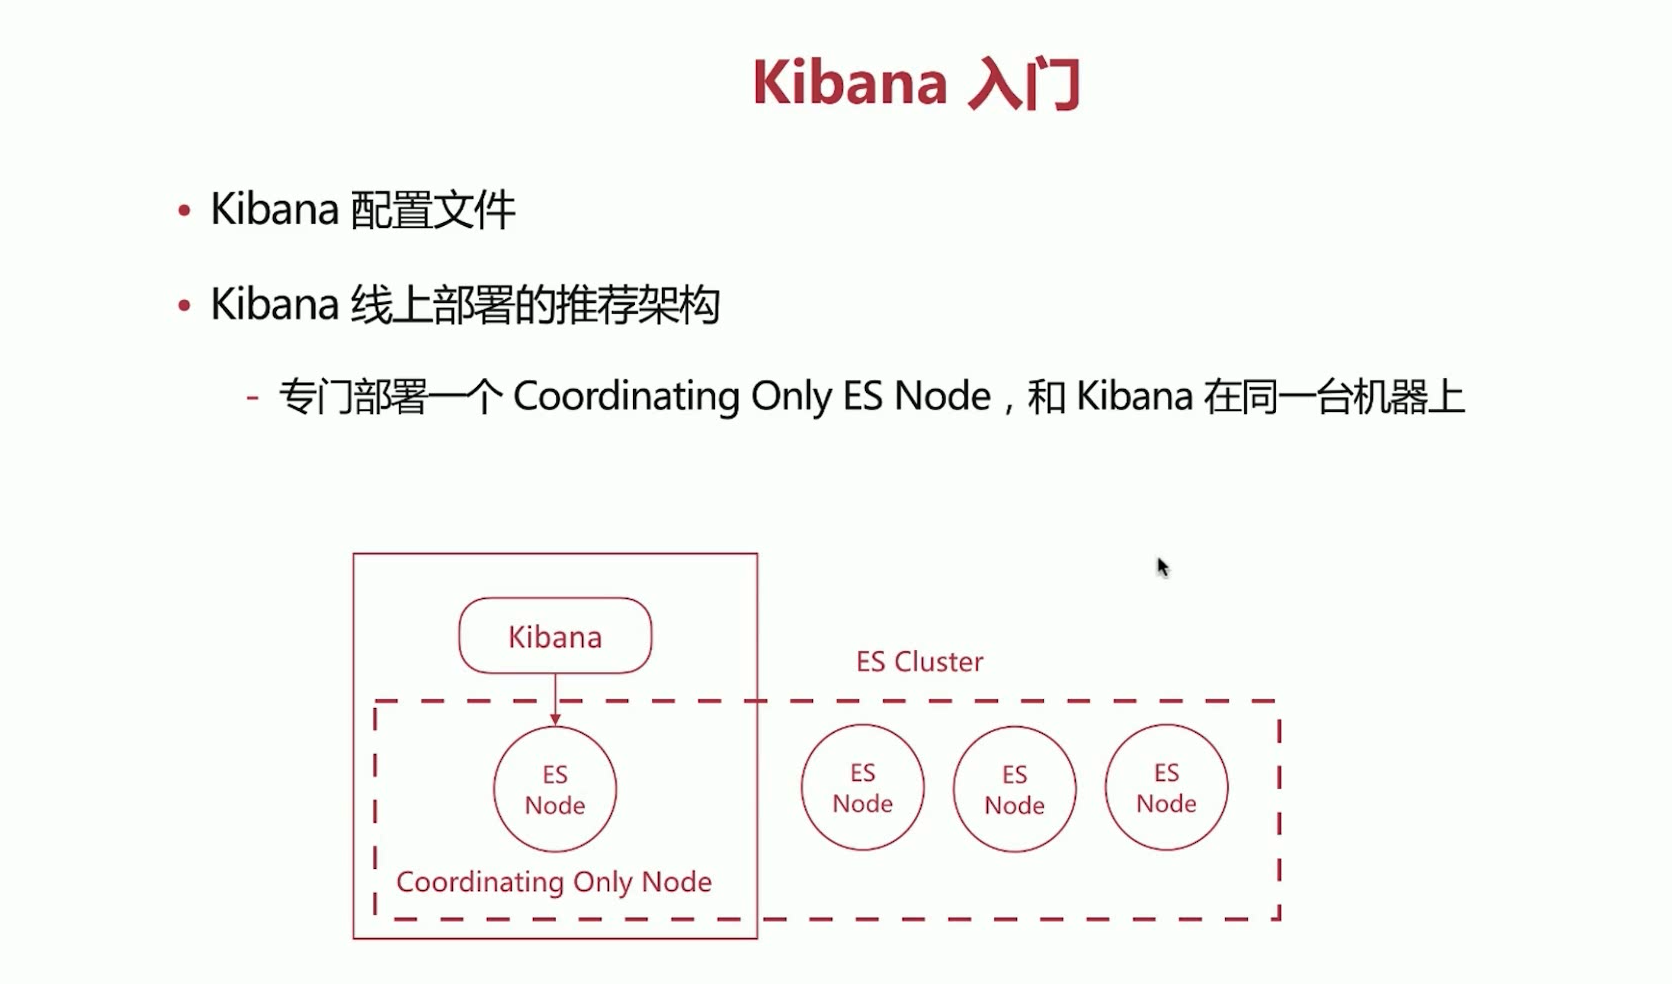 Kibana 入门
• Kibana 配置文件
• Kibana 线上部署的推荐架构
- 专门部署一个 Coordinating Only ES Node，和 Kibana 在同一台机器上
Kibana
ES Cluster
ES
Node
ES
Node
ES
Node
ES
Node
Coordinating Only Node